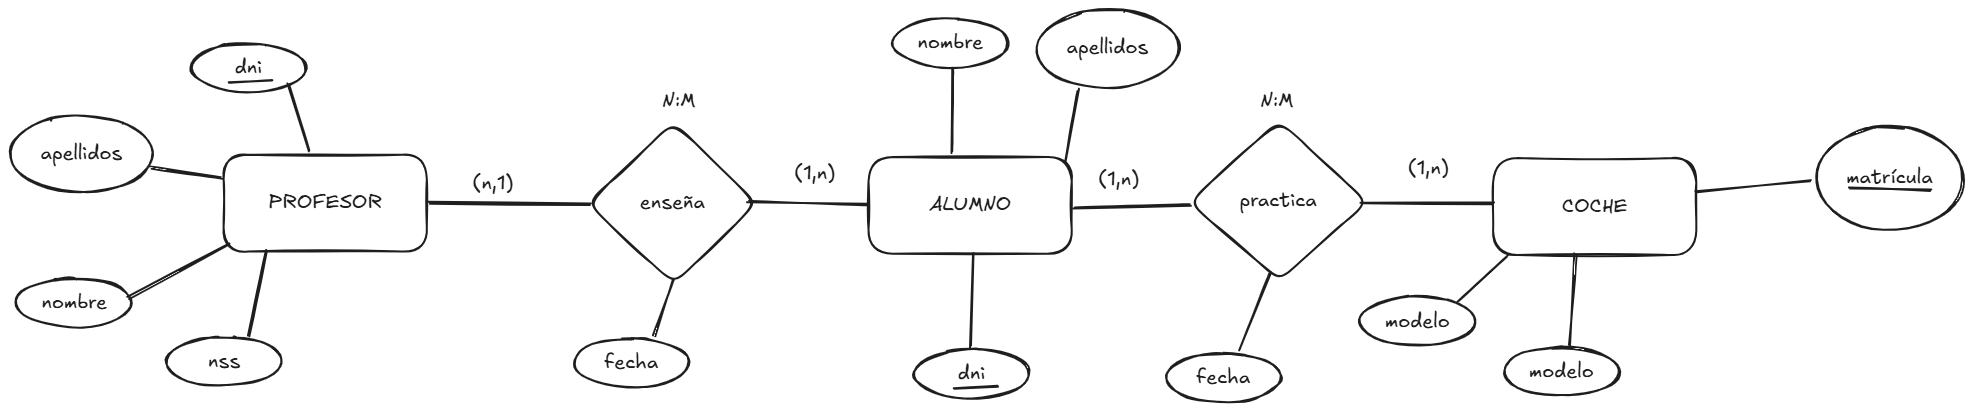 nombre
apellidos
dni
N:M
N:M
apellidos
(n,1)
(1,n)
(1,n)
(1,n)
matrícula
PROFESOR
enseña
ALUMNO
practica
COCHE
nombre
modelo
nss
fecha
dni
fecha
modelo